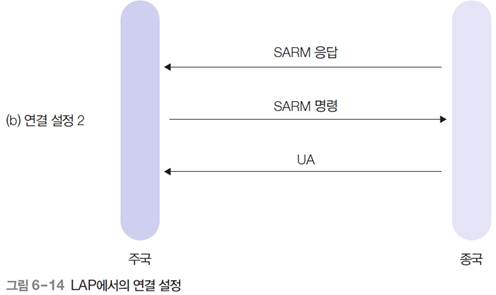 SARM 응답
SARM 명령
(b) 연결 설정 2
UA
주국 종국
그림 6-14 LAP에서의 연결 설정